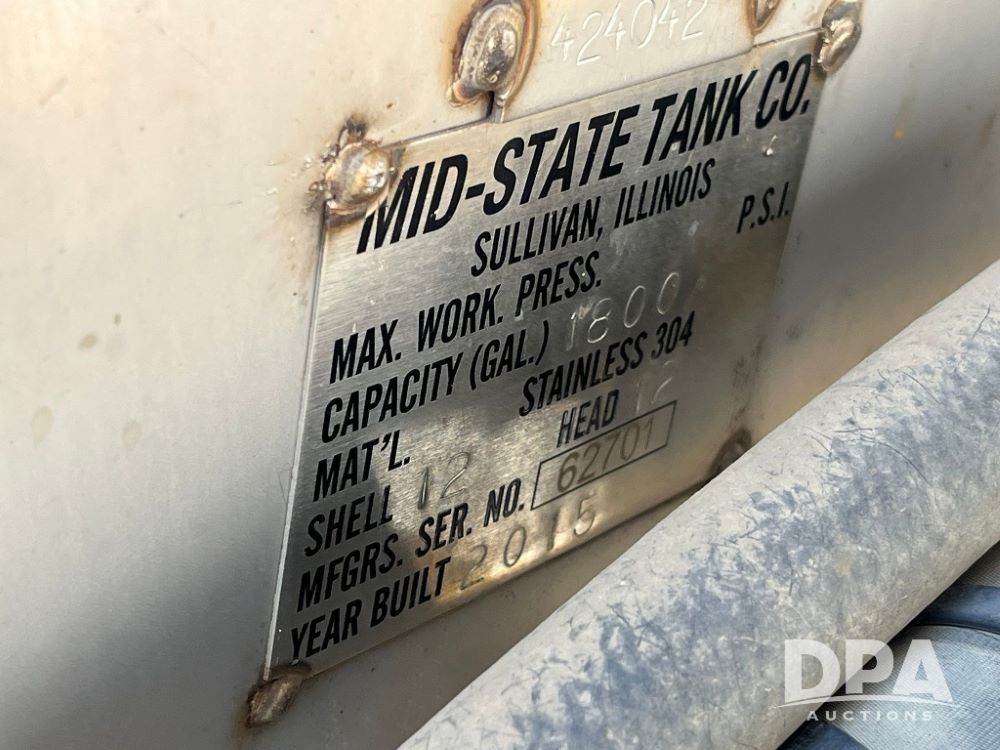 424042
MID-STATE TANK CO.
SULLIVAN, ILLINOIS
MAX. WORK. PRESS. P.S.I.
CAPACITY (GAL.) 1800
MAT'L. STAINLESS 304
SHELL 12 HEAD 12
MFGRS. SER. NO. 62701
YEAR BUILT 2015
DPA
AUCTIONS